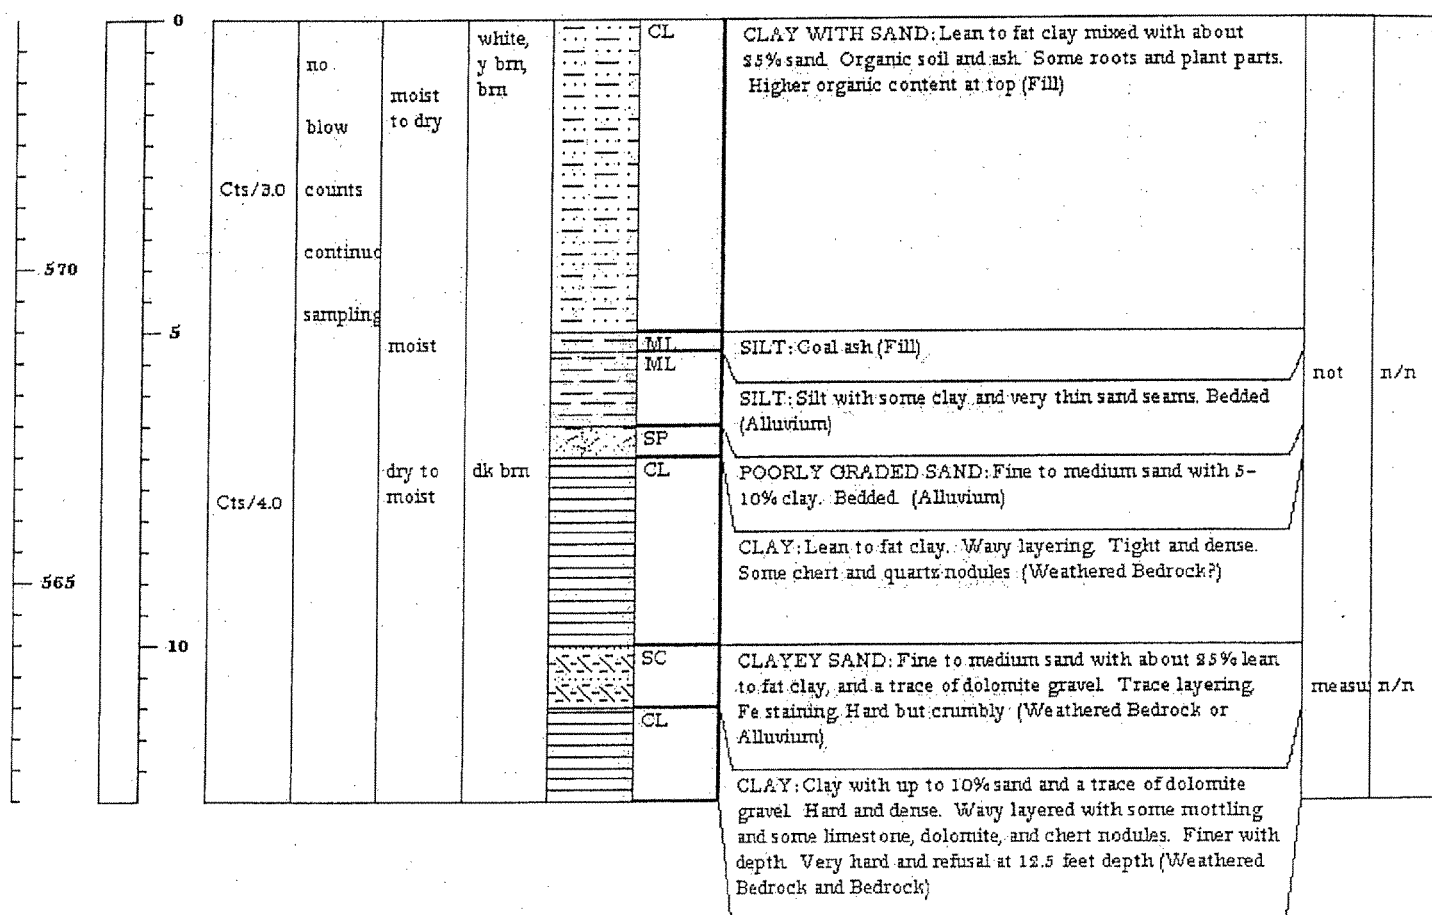 0
CL
white,
y brn,
brn
no
blow
counts
continuc
sampling
moist
to dry
Cts/3.0
570
5
CLAY WITH SAND: Lean to fat clay mixed with about
25% sand. Organic soil and ash. Some roots and plant parts.
Higher organic content at top (Fill)
moist
ML
SILT: Coal ash (Fill)
ML
SILT: Silt with some clay and very thin sand seams. Bedded
(Alluvium)
not
n/n
SP
POORLY GRADED SAND: Fine to medium sand with 5-
10% clay. Bedded. (Alluvium)
dry to
moist
dk brn
CL
Cts/4.0
CLAY: Lean to fat clay. Wavy layering. Tight and dense.
Some chert and quartz nodules (Weathered Bedrock?)
565
10
SC
CLAYEY SAND: Fine to medium sand with about 25% lean
to fat clay, and a trace of dolomite gravel. Trace layering.
Fe staining. Hard but crumbly (Weathered Bedrock or
Alluvium)
measu
n/n
CL
CLAY: Clay with up to 10% sand and a trace of dolomite
gravel. Hard and dense. Wavy layered with some mottling
and some limestone, dolomite, and chert nodules. Finer with
depth. Very hard and refusal at 12.5 feet depth (Weathered
Bedrock and Bedrock)